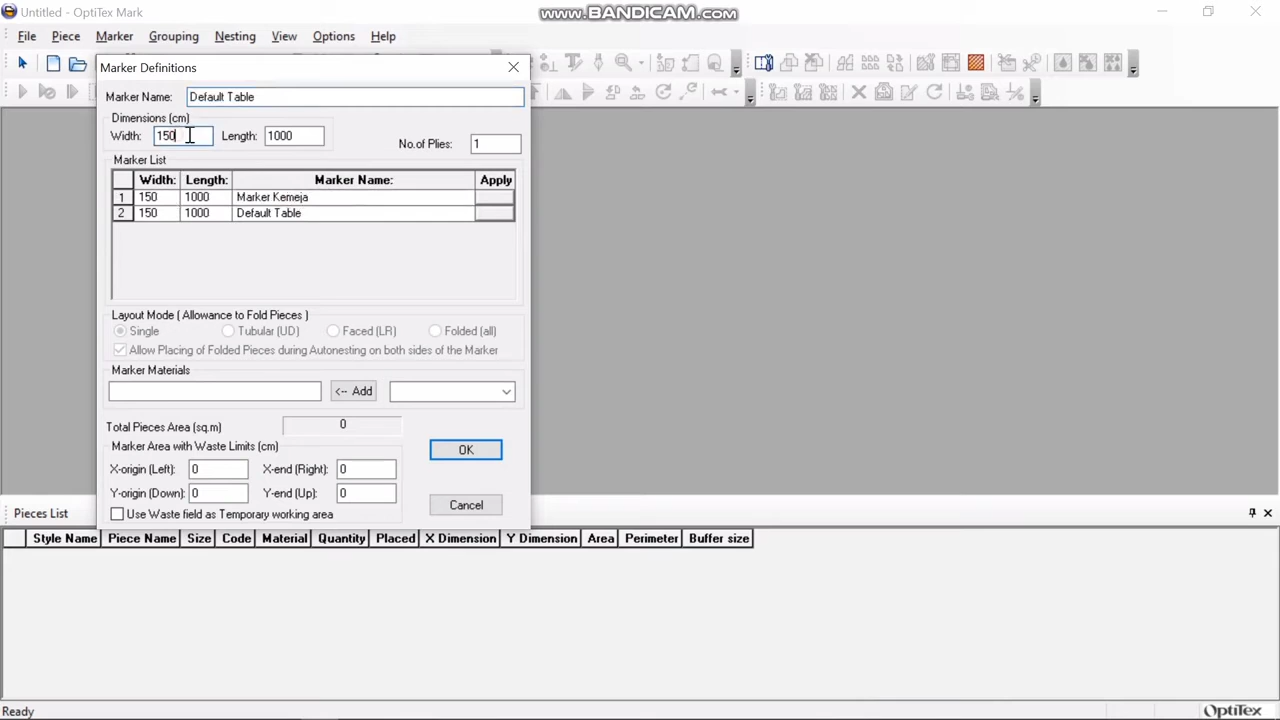 Untitled - OptiTex Mark
www.BANDICAM.com
File Piece Marker Grouping Nesting View Options Help
Marker Definitions
Marker Name: Default Table
Dimensions (cm)
Width: 150 Length: 1000
No.of Plies: 1
Marker List
Width: Length: Marker Name: Apply
1 150 1000 Marker Kemeja
2 150 1000 Default Table
Layout Mode ( Allowance to Fold Pieces )
Single Tubular (UD) Faced (LR) Folded (all)
Allow Placing of Folded Pieces during Autonesting on both sides of the Marker
Marker Materials
<-- Add
Total Pieces Area (sq.m) 0
Marker Area with Waste Limits (cm)
OK
X-origin (Left): 0 X-end (Right): 0
Y-origin (Down): 0 Y-end (Up): 0
Cancel
Use Waste field as Temporary working area
Pieces List
Style Name Piece Name Size Code Material Quantity Placed X Dimension Y Dimension Area Perimeter Buffer size
Ready
OptiTex